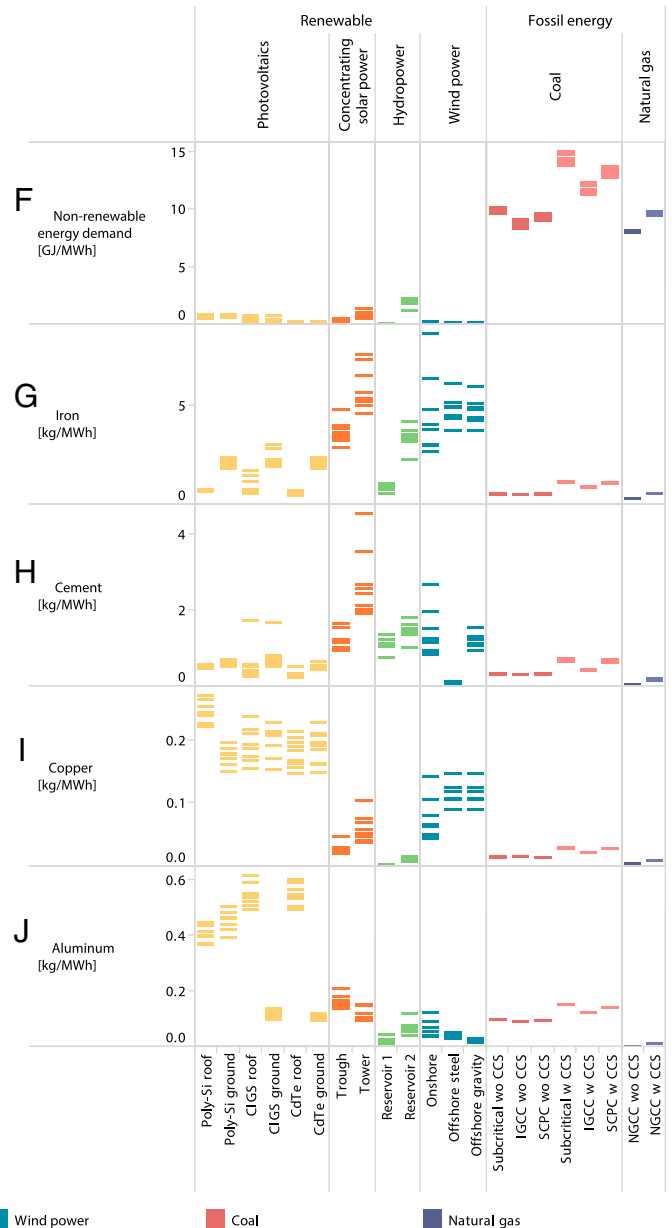 Renewable
Fossil energy
Photovoltaics
Concentrating
solar power
Hydropower
Wind power
Coal
Natural gas
F
Non-renewable
energy demand
[GJ/MWh]
15
10
5
0
G
Iron
[kg/MWh]
5
0
H
Cement
[kg/MWh]
4
2
0
I
Copper
[kg/MWh]
0.2
0.1
0.0
J
Aluminum
[kg/MWh]
0.6
0.4
0.2
0.0
Poly-Si roof
Poly-Si ground
CIGS roof
CIGS ground
CdTe roof
CdTe ground
Trough
Tower
Reservoir 1
Reservoir 2
Onshore
Offshore steel
Offshore gravity
Subcritical wo CCS
IGCC wo CCS
SCPC wo CCS
Subcritical w CCS
IGCC w CCS
SCPC w CCS
NGCC wo CCS
NGCC w CCS
Wind power
Coal
Natural gas